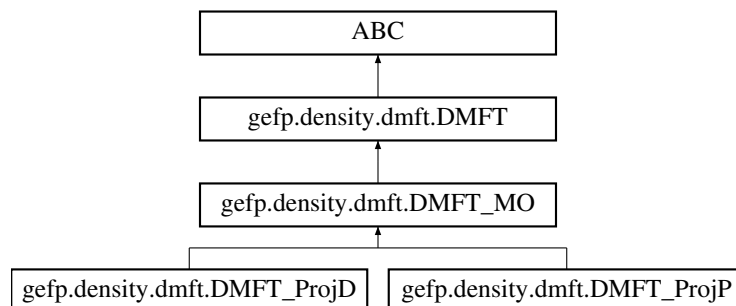 ABC
gefp.density.dmft.DMFT
gefp.density.dmft.DMFT_MO
gefp.density.dmft.DMFT_ProjD
gefp.density.dmft.DMFT_ProjP